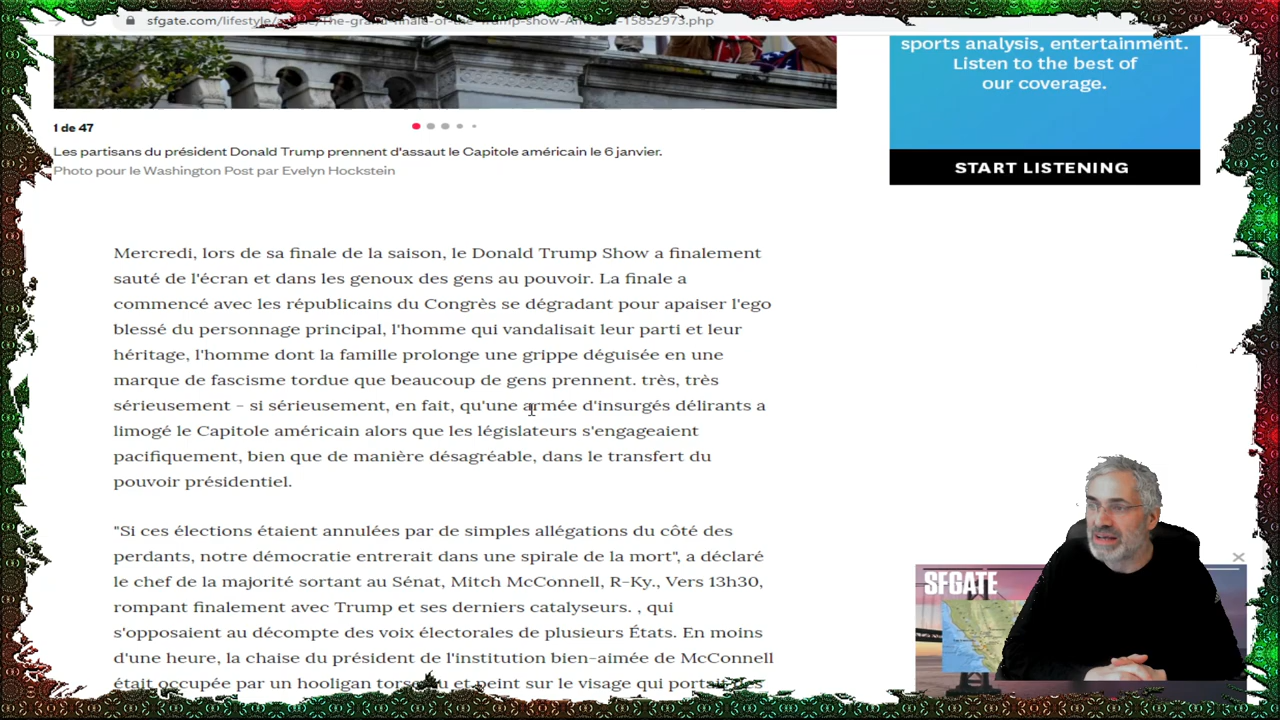 sfgate.com/lifestyle/
-15852973.php
sports analysis, entertainment.
Listen to the best of
our coverage.
START LISTENING
1 de 47
Les partisans du président Donald Trump prennent d'assaut le Capitole américain le 6 janvier.
Photo pour le Washington Post par Evelyn Hockstein
Mercredi, lors de sa finale de la saison, le Donald Trump Show a finalement
sauté de l'écran et dans les genoux des gens au pouvoir. La finale a
commencé avec les républicains du Congrès se dégradant pour apaiser l'ego
blessé du personnage principal, l'homme qui vandalisait leur parti et leur
héritage, l'homme dont la famille prolonge une grippe déguisée en une
marque de fascisme tordue que beaucoup de gens prennent. très, très
sérieusement - si sérieusement, en fait, qu'une armée d'insurgés délirants a
limogé le Capitole américain alors que les législateurs s'engageaient
pacifiquement, bien que de manière désagréable, dans le transfert du
pouvoir présidentiel.
"Si ces élections étaient annulées par de simples allégations du côté des
perdants, notre démocratie entrerait dans une spirale de la mort", a déclaré
le chef de la majorité sortant au Sénat, Mitch McConnell, R-Ky., Vers 13h30,
rompant finalement avec Trump et ses derniers catalyseurs. , qui
s'opposaient au décompte des voix électorales de plusieurs États. En moins
d'une heure, la chaise du président de l'institution bien-aimée de McConnell
était occupée par un hooligan et peint sur le visage qui
SFGATE